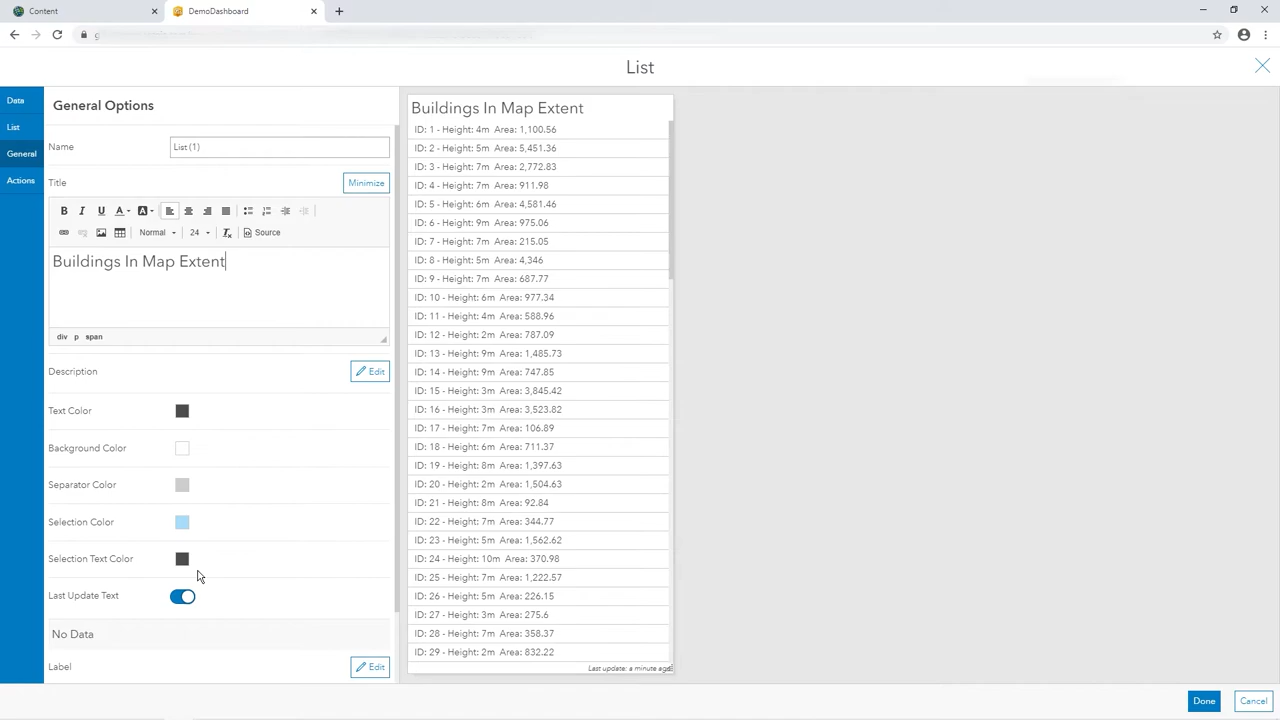 Content
DemoDashboard
List
Data
List
General
Actions
General Options
Name
List (1)
Title
Minimize
Normal
24
Source
Buildings In Map Extent
div p span
Description
Edit
Text Color
Background Color
Separator Color
Selection Color
Selection Text Color
Last Update Text
No Data
Label
Edit
Buildings In Map Extent
ID: 1 - Height: 4m Area: 1,100.56
ID: 2 - Height: 5m Area: 5,451.36
ID: 3 - Height: 7m Area: 2,772.83
ID: 4 - Height: 7m Area: 911.98
ID: 5 - Height: 6m Area: 4,581.46
ID: 6 - Height: 9m Area: 975.06
ID: 7 - Height: 7m Area: 215.05
ID: 8 - Height: 5m Area: 4,346
ID: 9 - Height: 7m Area: 687.77
ID: 10 - Height: 6m Area: 977.34
ID: 11 - Height: 4m Area: 588.96
ID: 12 - Height: 2m Area: 787.09
ID: 13 - Height: 9m Area: 1,485.73
ID: 14 - Height: 9m Area: 747.85
ID: 15 - Height: 3m Area: 3,845.42
ID: 16 - Height: 3m Area: 3,523.82
ID: 17 - Height: 7m Area: 106.89
ID: 18 - Height: 6m Area: 711.37
ID: 19 - Height: 8m Area: 1,397.63
ID: 20 - Height: 2m Area: 1,504.63
ID: 21 - Height: 8m Area: 92.84
ID: 22 - Height: 7m Area: 344.77
ID: 23 - Height: 5m Area: 1,562.62
ID: 24 - Height: 10m Area: 370.98
ID: 25 - Height: 7m Area: 1,222.57
ID: 26 - Height: 5m Area: 226.15
ID: 27 - Height: 3m Area: 275.6
ID: 28 - Height: 7m Area: 358.37
ID: 29 - Height: 2m Area: 832.22
Last update: a minute ago
Done
Cancel